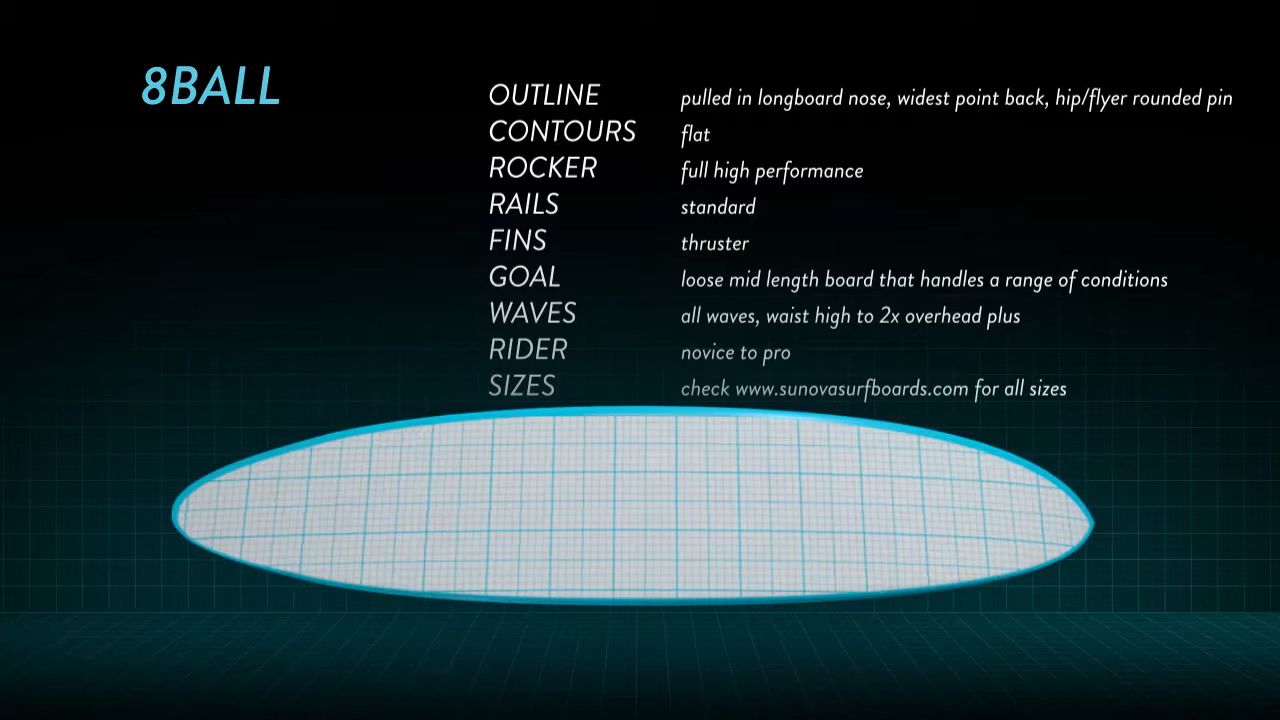 8BALL
OUTLINE pulled in longboard nose, widest point back, hip/flyer rounded pin
CONTOURS flat
ROCKER full high performance
RAILS standard
FINS thruster
GOAL loose mid length board that handles a range of conditions
WAVES all waves, waist high to 2x overhead plus
RIDER novice to pro
SIZES check www.sunovasurfboards.com for all sizes